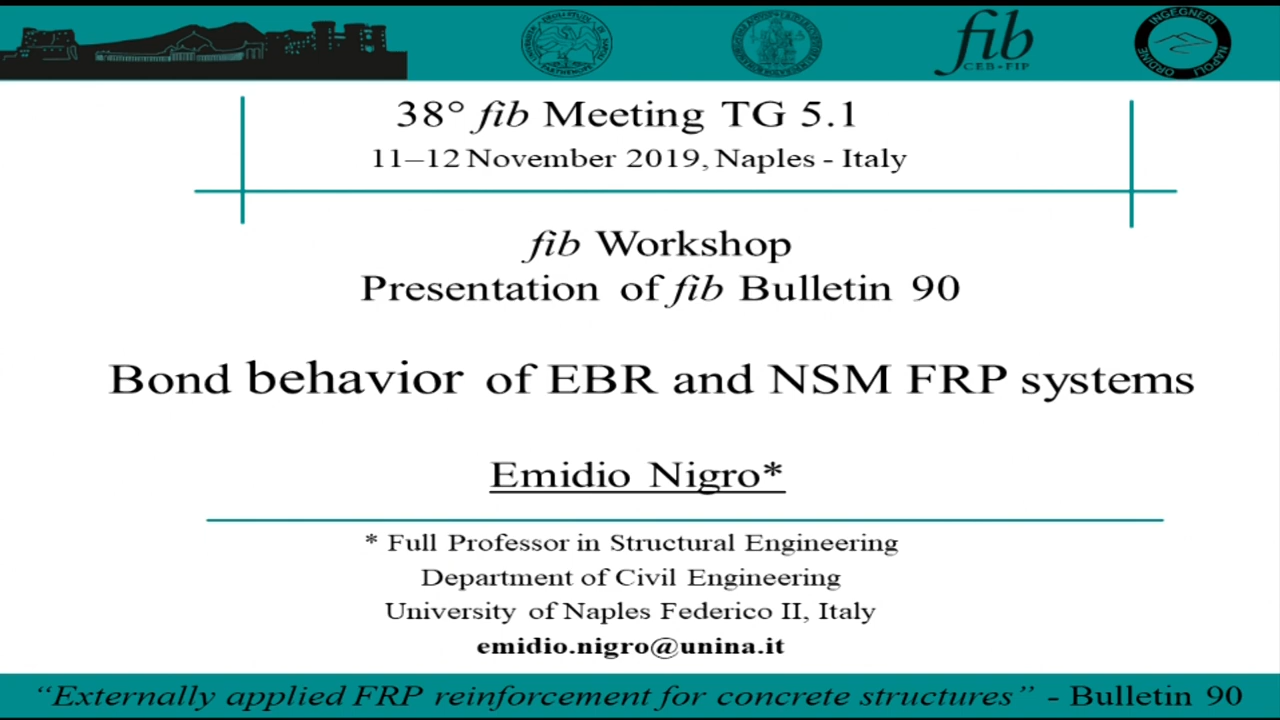 fib
CEB-FIP
INGEGNERI
NAPOLI
ORDINE
38° fib Meeting TG 5.1
11–12 November 2019, Naples - Italy
fib Workshop
Presentation of fib Bulletin 90
Bond behavior of EBR and NSM FRP systems
Emidio Nigro*
* Full Professor in Structural Engineering
Department of Civil Engineering
University of Naples Federico II, Italy
emidio.nigro@unina.it
“Externally applied FRP reinforcement for concrete structures” - Bulletin 90